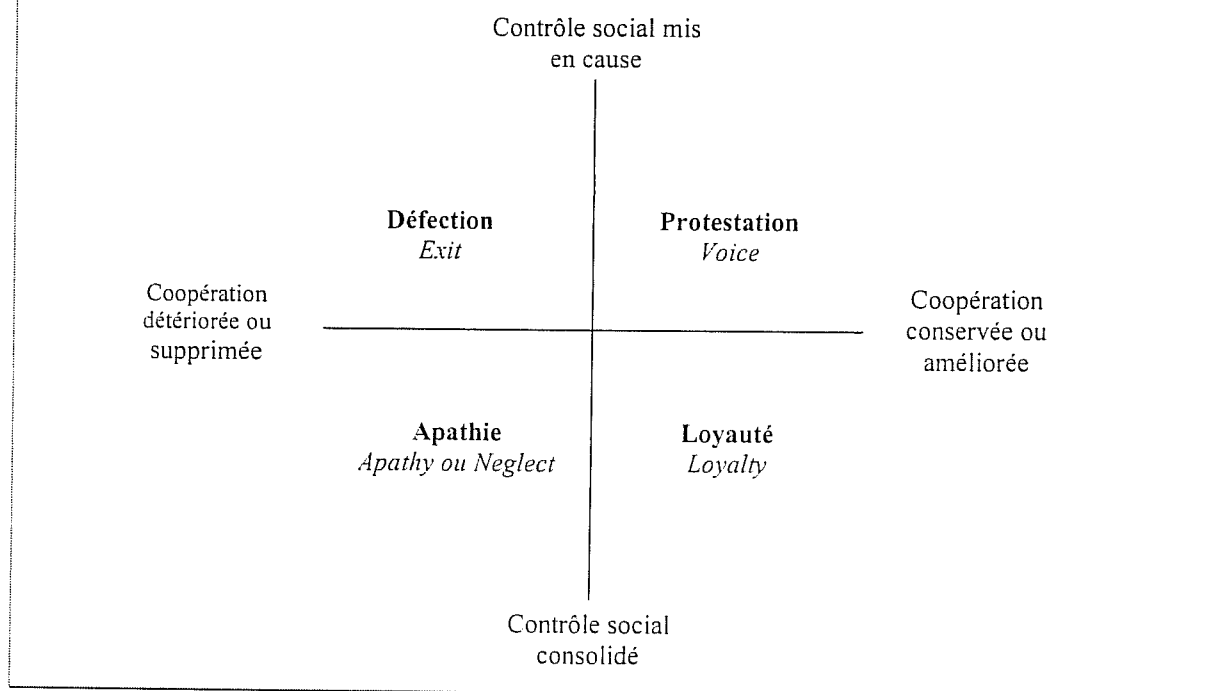 Contrôle social mis
en cause
Défection
Exit
Protestation
Voice
Coopération
détériorée ou
supprimée
Coopération
conservée ou
améliorée
Apathie
Apathy ou Neglect
Loyauté
Loyalty
Contrôle social
consolidé